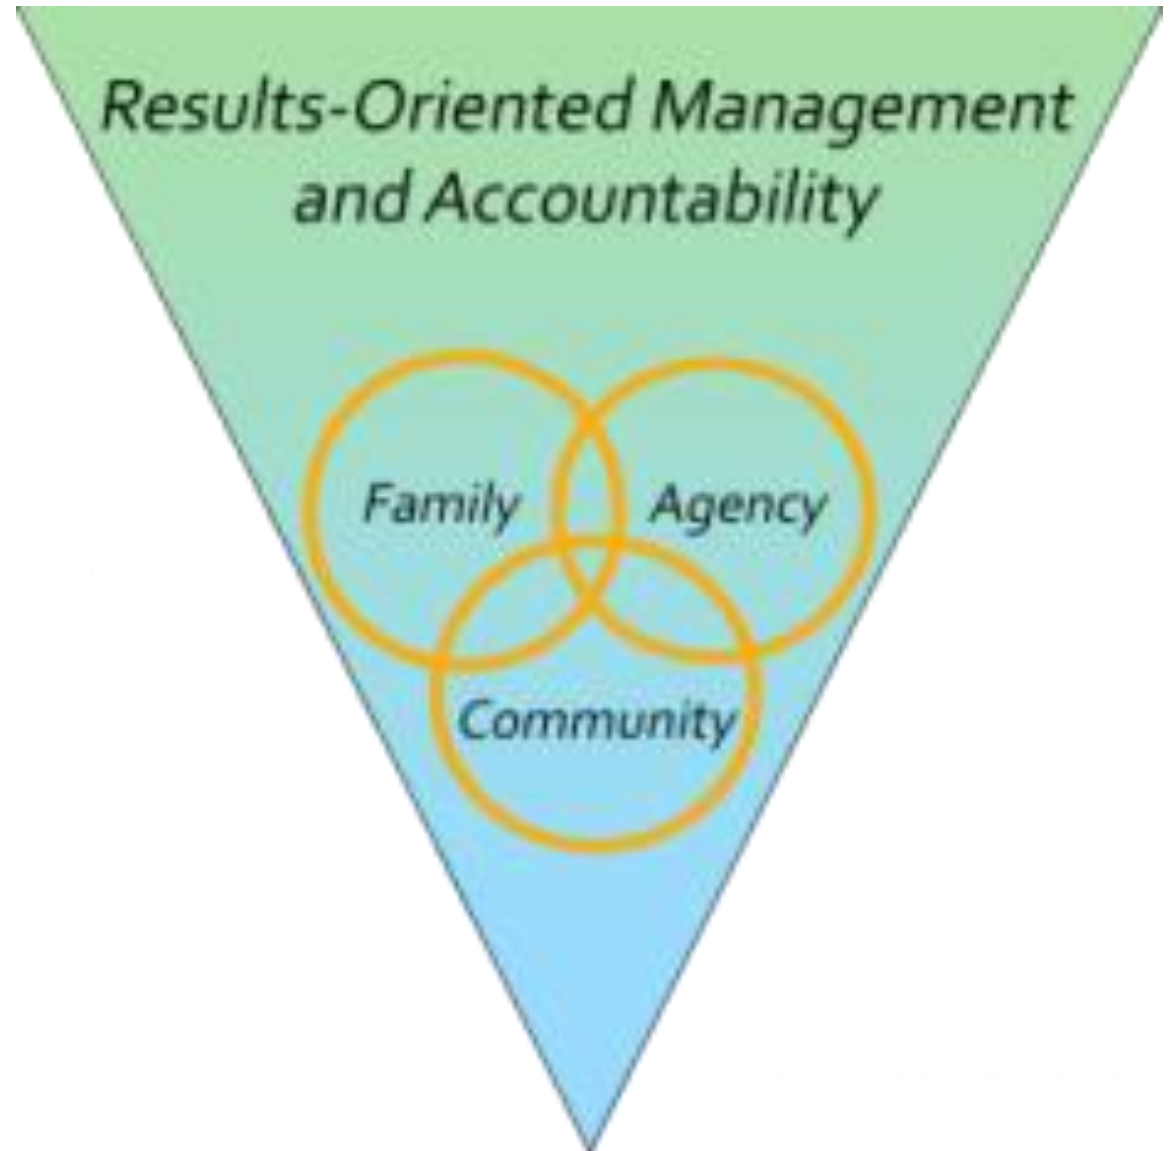 Results-Oriented Management
and Accountability
Family
Agency
Community